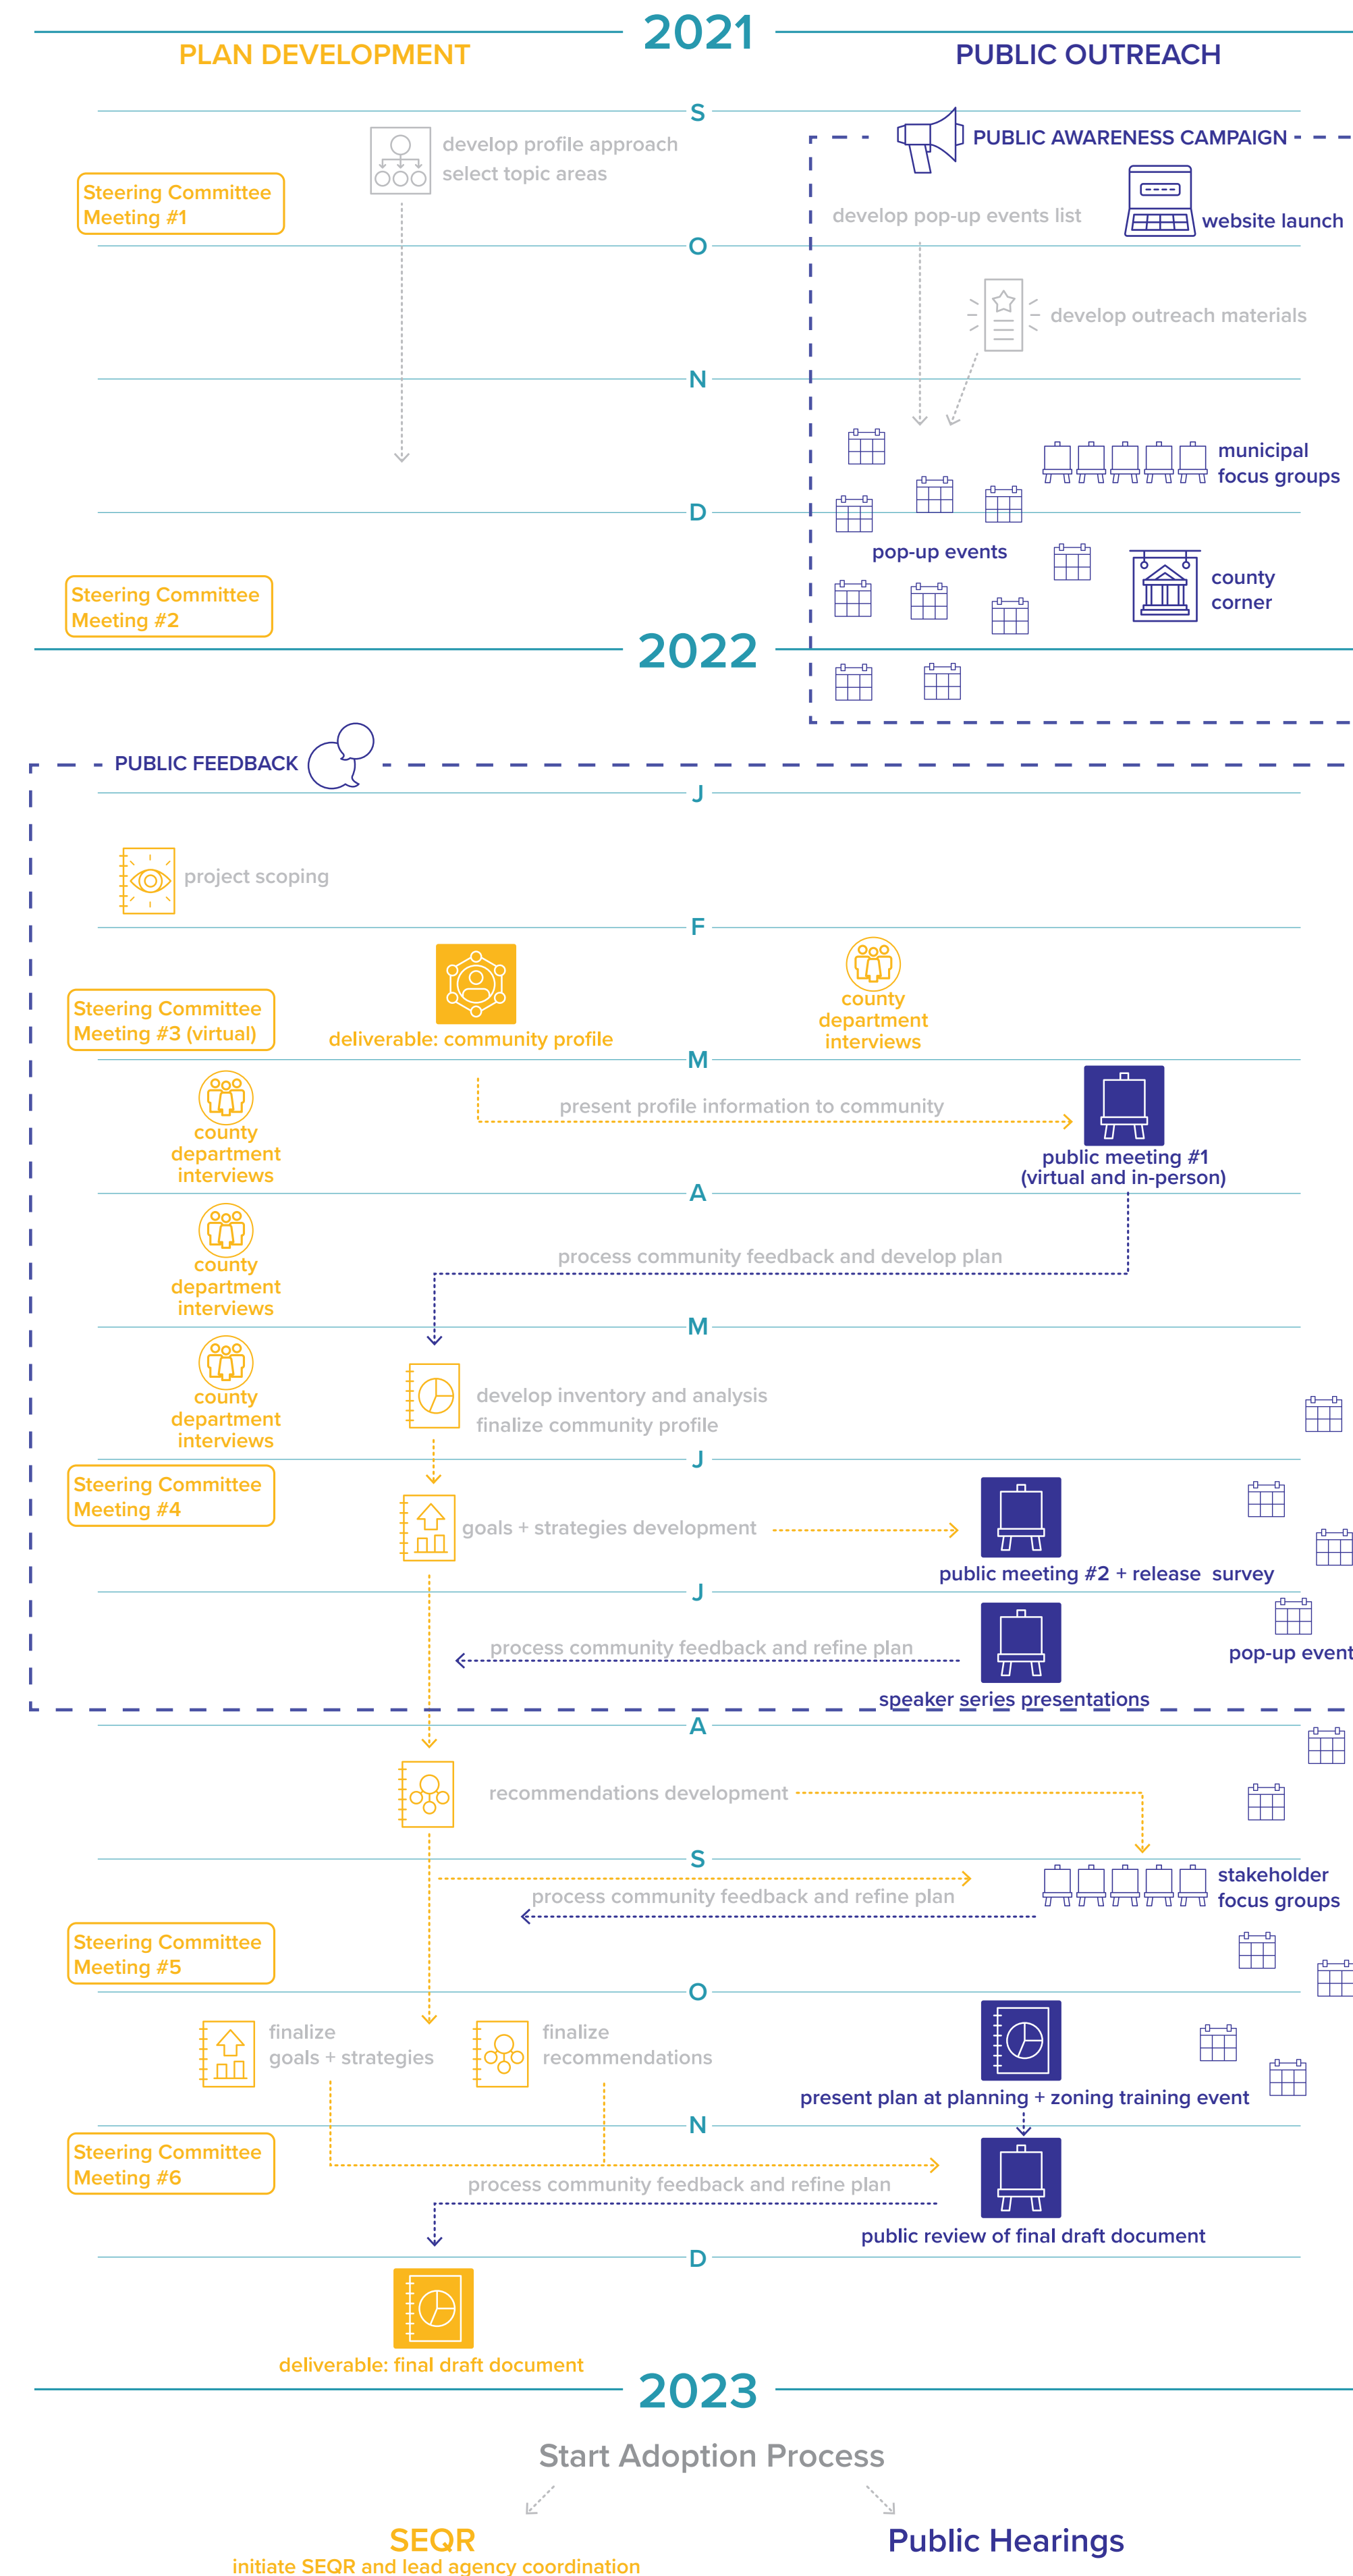 2021
PLAN DEVELOPMENT
PUBLIC OUTREACH
S
develop profile approach
select topic areas
PUBLIC AWARENESS CAMPAIGN
Steering Committee
Meeting #1
develop pop-up events list
website launch
O
develop outreach materials
N
municipal
focus groups
D
pop-up events
county
corner
Steering Committee
Meeting #2
2022
PUBLIC FEEDBACK
J
project scoping
F
Steering Committee
Meeting #3 (virtual)
deliverable: community profile
county
department
interviews
M
county
department
interviews
present profile information to community
public meeting #1
(virtual and in-person)
A
county
department
interviews
process community feedback and develop plan
M
county
department
interviews
develop inventory and analysis
finalize community profile
J
Steering Committee
Meeting #4
goals + strategies development
public meeting #2 + release survey
J
process community feedback and refine plan
pop-up event
speaker series presentations
A
recommendations development
S
process community feedback and refine plan
stakeholder
focus groups
Steering Committee
Meeting #5
O
finalize
goals + strategies
finalize
recommendations
present plan at planning + zoning training event
N
Steering Committee
Meeting #6
process community feedback and refine plan
public review of final draft document
D
deliverable: final draft document
2023
Start Adoption Process
SEQR
initiate SEQR and lead agency coordination
Public Hearings